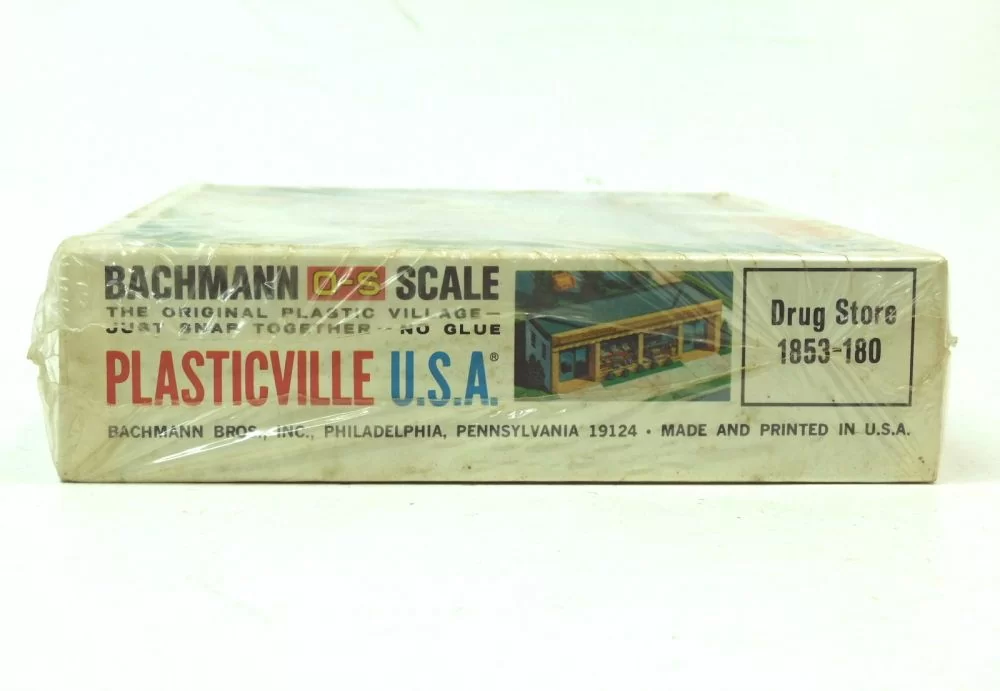 BACHMANN O-S SCALE
THE ORIGINAL PLASTIC VILLAGE—
JUST SNAP TOGETHER--NO GLUE
PLASTICVILLE U.S.A.®
Drug Store
1853-180
BACHMANN BROS., INC., PHILADELPHIA, PENNSYLVANIA 19124 • MADE AND PRINTED IN U.S.A.